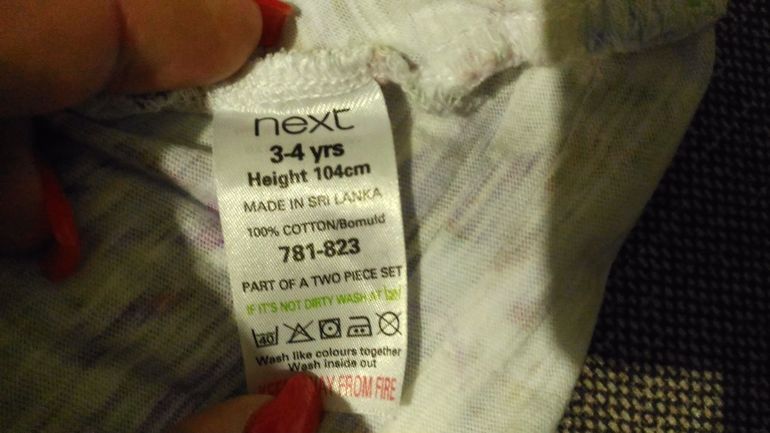 next
3-4 yrs
Height 104cm
MADE IN SRI LANKA
100% COTTON/Bomuld
781-823
PART OF A TWO PIECE SET
IF IT'S NOT DIRTY WASH AT
40
Wash like colours together
Wash inside out
FROM FIRE